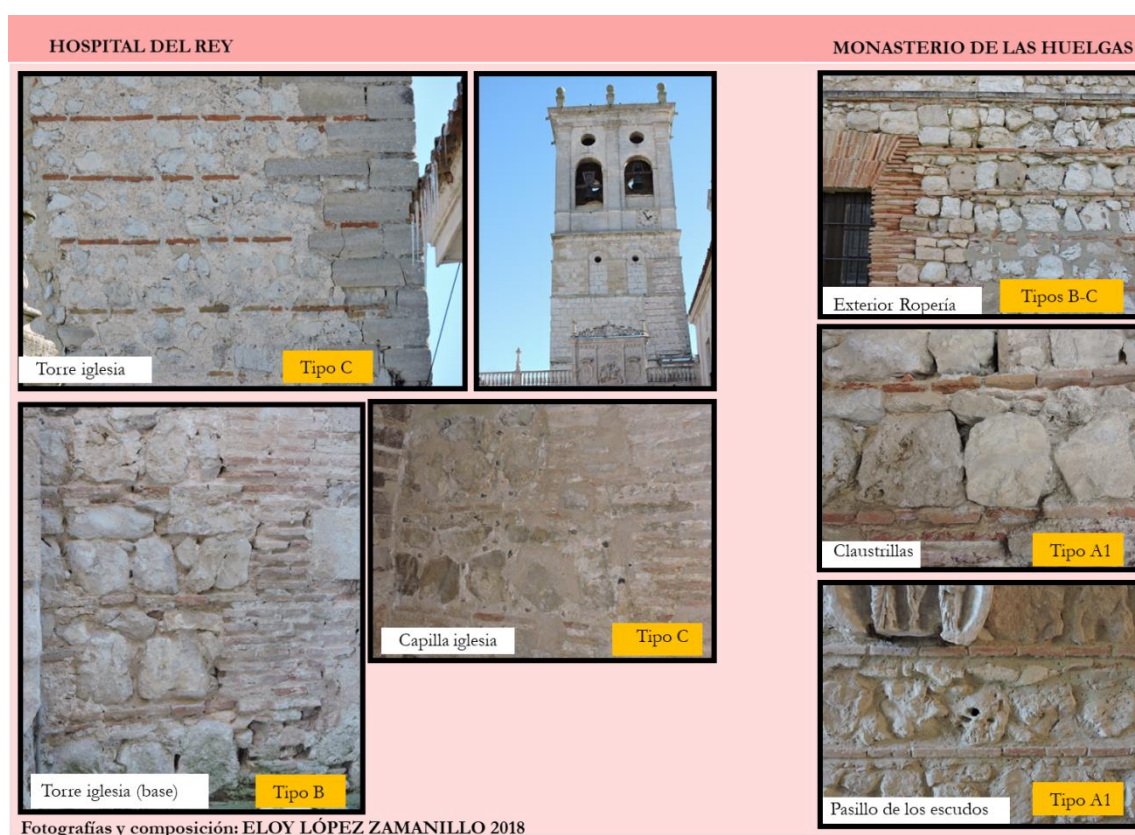 HOSPITAL DEL REY
MONASTERIO DE LAS HUELGAS
Torre iglesia
Tipo C
Torre iglesia (base)
Tipo B
Capilla iglesia
Tipo C
Exterior Ropería
Tipos B-C
Claustrillas
Tipo A1
Pasillo de los escudos
Tipo A1
Fotografías y composición: ELOY LÓPEZ ZAMANILLO 2018